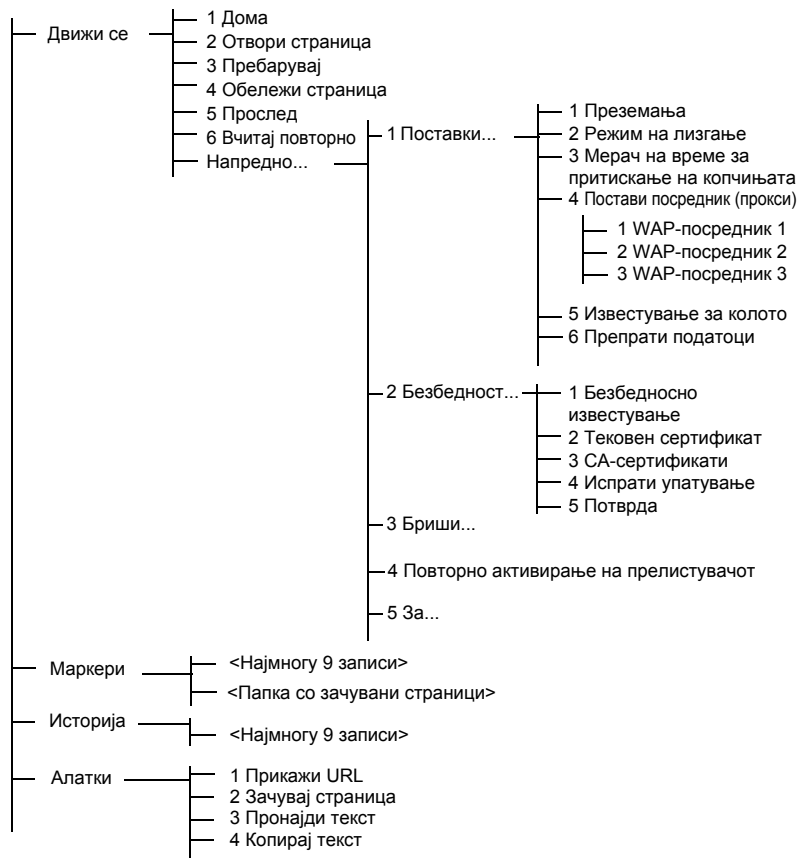 Движи се
1 Дома
2 Отвори страница
3 Пребарувај
4 Обележи страница
5 Прослед
6 Вчитај повторно
Напредно...
1 Поставки...
1 Преземања
2 Режим на лизгање
3 Мерач на време за
притискање на копчињата
4 Постави посредник (прокси)
1 WAP-посредник 1
2 WAP-посредник 2
3 WAP-посредник 3
5 Известување за колото
6 Препрати податоци
2 Безбедност...
1 Безбедносно
известување
2 Тековен сертификат
3 CA-сертификати
4 Испрати упатување
5 Потврда
3 Бриши...
4 Повторно активирање на прелистувачот
5 За...
Маркери
<Најмногу 9 записи>
<Папка со зачувани страници>
Историја
<Најмногу 9 записи>
Алатки
1 Прикажи URL
2 Зачувај страница
3 Пронајди текст
4 Копирај текст